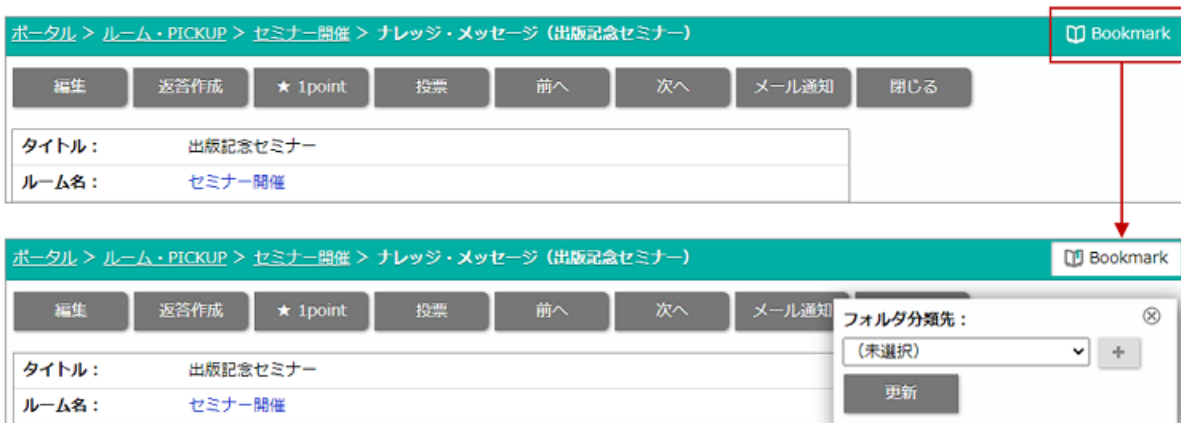 ポータル > ルーム・PICKUP > セミナー開催 > ナレッジ・メッセージ（出版記念セミナー） Bookmark
編集 返答作成 ★ 1point 投票 前へ 次へ メール通知 閉じる
タイトル： 出版記念セミナー
ルーム名： セミナー開催
ポータル > ルーム・PICKUP > セミナー開催 > ナレッジ・メッセージ（出版記念セミナー） Bookmark
編集 返答作成 ★ 1point 投票 前へ 次へ メール通知
フォルダ分類先：
（未選択） +
更新
タイトル： 出版記念セミナー
ルーム名： セミナー開催